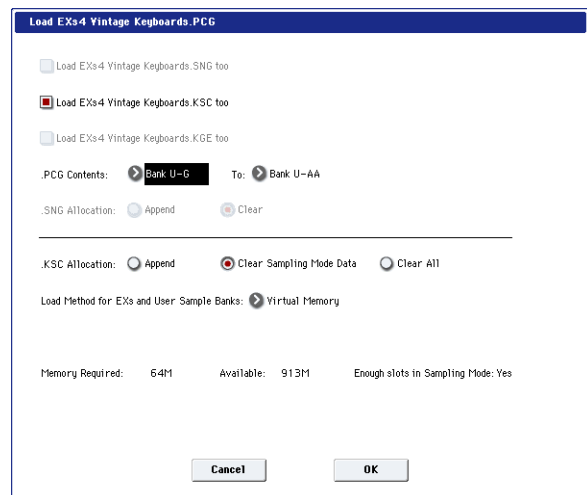 Load EXs4 Vintage Keyboards.PCG
Load EXs4 Vintage Keyboards.SNG too
Load EXs4 Vintage Keyboards.KSC too
Load EXs4 Vintage Keyboards.KGE too
.PCG Contents: Bank U-G To: Bank U-AA
.SNG Allocation: Append Clear
.KSC Allocation: Append Clear Sampling Mode Data Clear All
Load Method for EXs and User Sample Banks: Virtual Memory
Memory Required: 64M Available: 913M Enough slots in Sampling Mode: Yes
Cancel OK